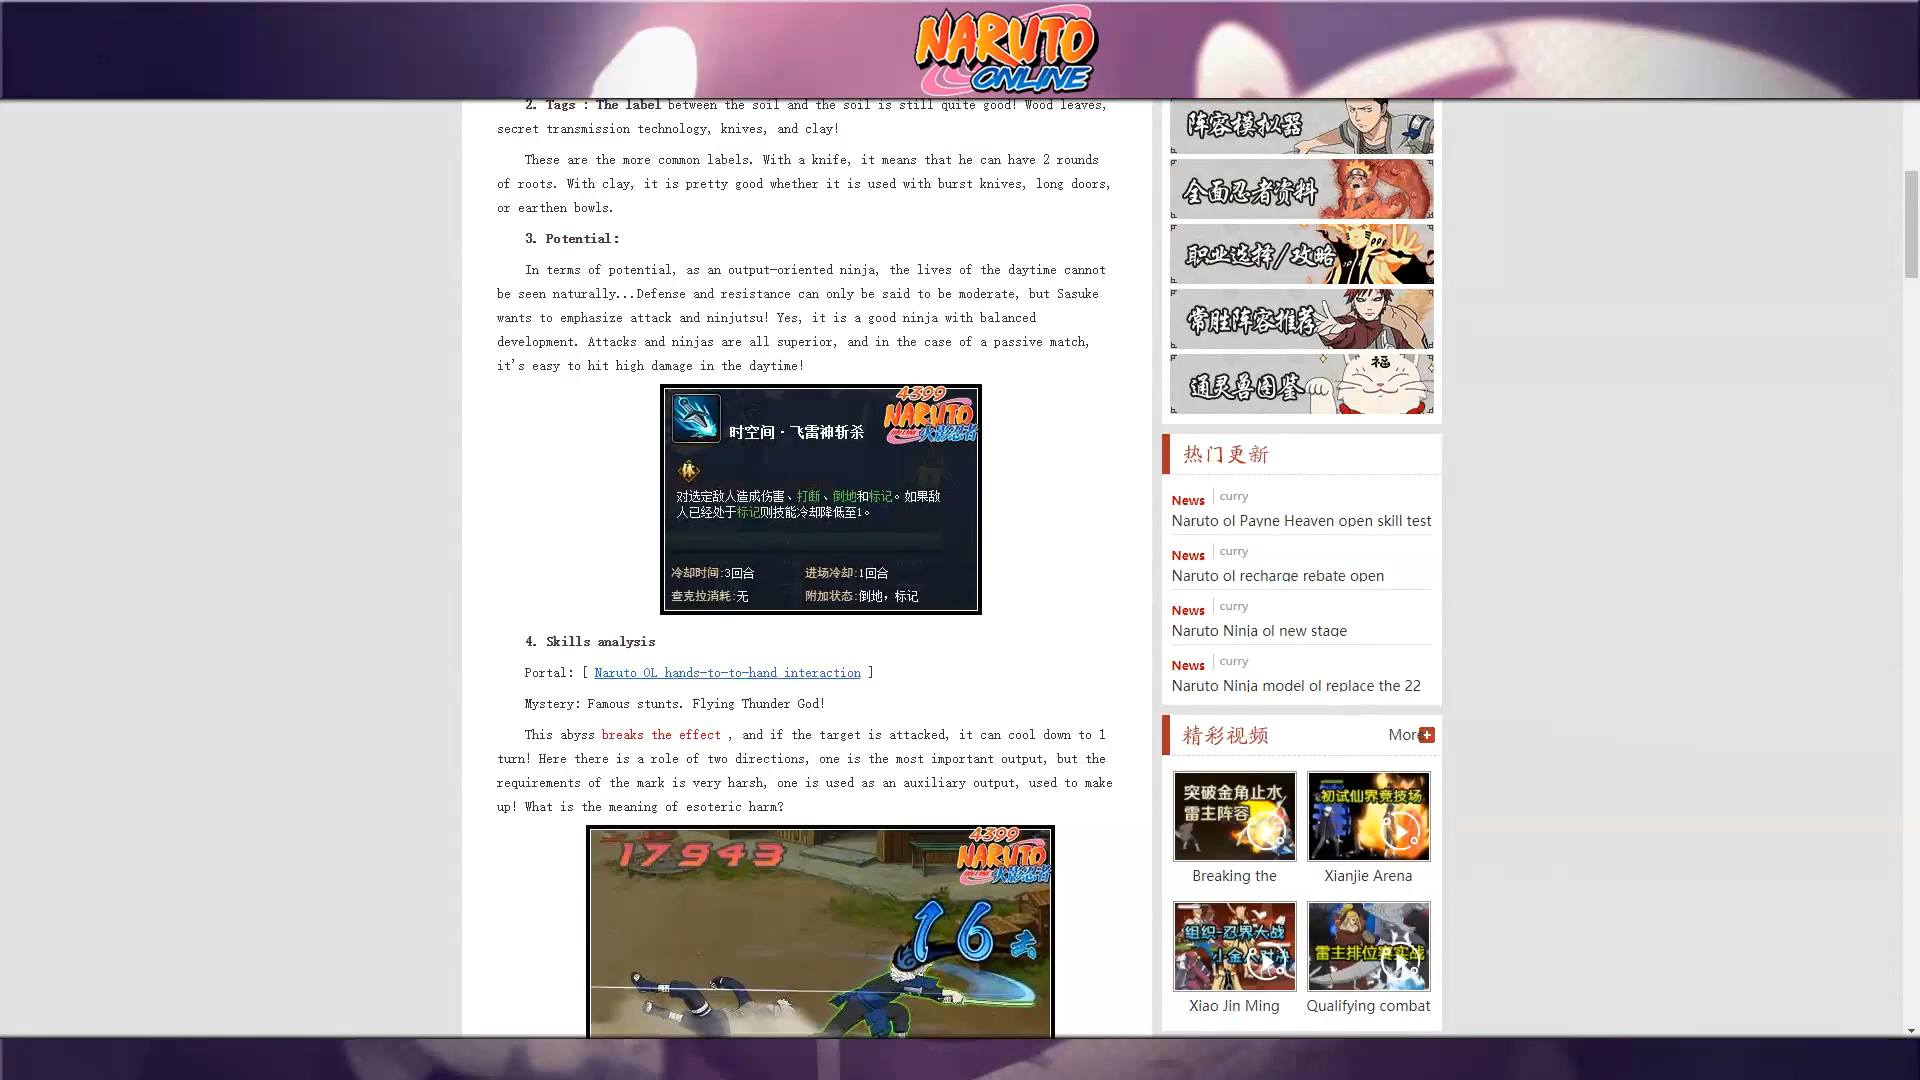 NARUTO
ONLINE
2. Tags : The label between the soil and the soil is still quite good! Wood leaves,
secret transmission technology, knives, and clay!
These are the more common labels. With a knife, it means that he can have 2 rounds
of roots. With clay, it is pretty good whether it is used with burst knives, long doors,
or earthen bowls.
3. Potential:
In terms of potential, as an output-oriented ninja, the lives of the daytime cannot
be seen naturally...Defense and resistance can only be said to be moderate, but Sasuke
wants to emphasize attack and ninjutsu! Yes, it is a good ninja with balanced
development. Attacks and ninjas are all superior, and in the case of a passive match,
it's easy to hit high damage in the daytime!
4399
NARUTO
ONLINE 火影忍者
时空间·飞雷神斩杀
体
对选定敌人造成伤害、打断、倒地和标记。如果敌
人已经处于标记则技能冷却降低至1。
冷却时间:3回合 进场冷却:1回合
查克拉消耗:无 附加状态:倒地，标记
4. Skills analysis
Portal: [ Naruto OL hands-to-to-hand interaction ]
Mystery: Famous stunts. Flying Thunder God!
This abyss breaks the effect , and if the target is attacked, it can cool down to 1
turn! Here there is a role of two directions, one is the most important output, but the
requirements of the mark is very harsh, one is used as an auxiliary output, used to make
up! What is the meaning of esoteric harm?
17943
4399
NARUTO
ONLINE 火影忍者
16
阵容模拟器
全面忍者资料
职业选择/攻略
常胜阵容推荐
福
通灵兽图鉴
热门更新
News curry
Naruto ol Payne Heaven open skill test
News curry
Naruto ol recharge rebate open
News curry
Naruto Ninja ol new stage
News curry
Naruto Ninja model ol replace the 22
精彩视频 More
突破金角止水
雷主阵容
Breaking the
初试仙界竞技场
Xianjie Arena
组织-忍界大战
小金人对决
Xiao Jin Ming
雷主排位赛实战
Qualifying combat